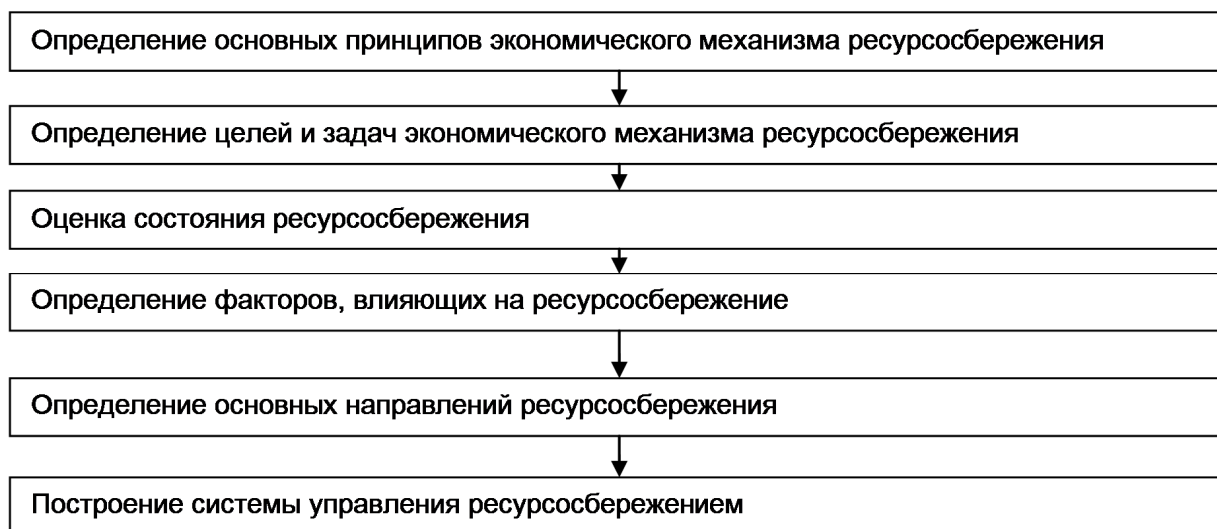 Определение основных принципов экономического механизма ресурсосбережения
Определение целей и задач экономического механизма ресурсосбережения
Оценка состояния ресурсосбережения
Определение факторов, влияющих на ресурсосбережение
Определение основных направлений ресурсосбережения
Построение системы управления ресурсосбережением